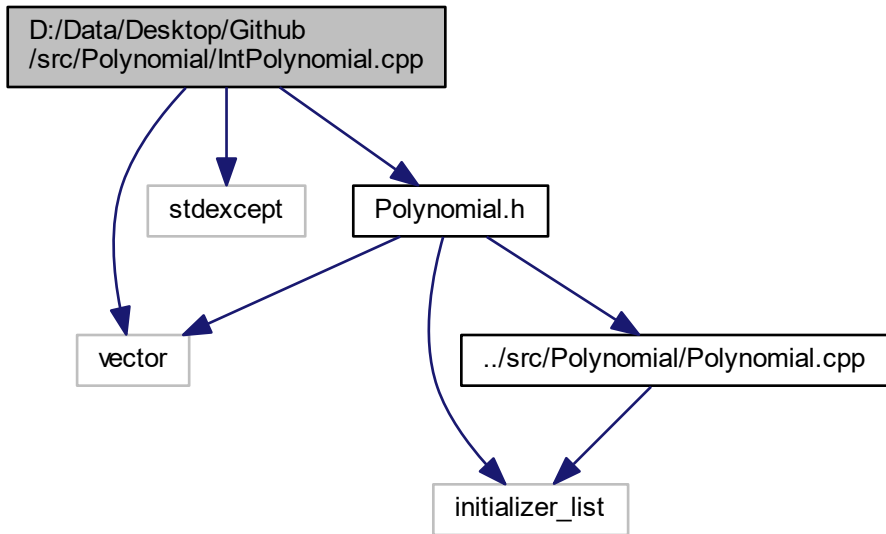 D:/Data/Desktop/Github
/src/Polynomial/IntPolynomial.cpp
stdexcept
Polynomial.h
vector
../src/Polynomial/Polynomial.cpp
initializer_list